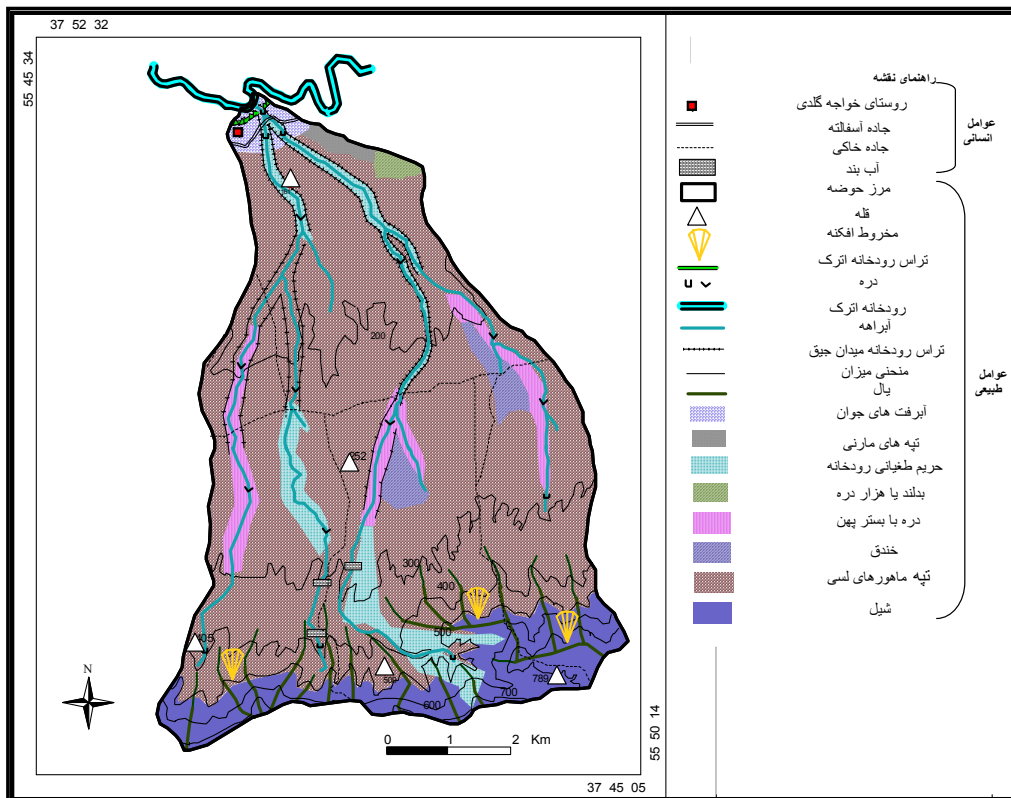 37 52 32
55 45 34
200
252
300
400
405
500
789
700
600
N
0 1 2 Km
55 50 14
37 45 05
راهنمای نقشه
عوامل انسانی
روستای خواجه گلدی
جاده آسفالته
جاده خاکی
آب بند
عوامل طبیعی
مرز حوضه
قله
مخروط افکنه
تراس رودخانه اترک
دره
رودخانه اترک
آبراهه
تراس رودخانه میدان جیق
منحنی میزان
یال
آبرفت های جوان
تپه های مارنی
حریم طغیانی رودخانه
بدلند یا هزار دره
دره با بستر پهن
خندق
تپه ماهورهای لسی
شیل